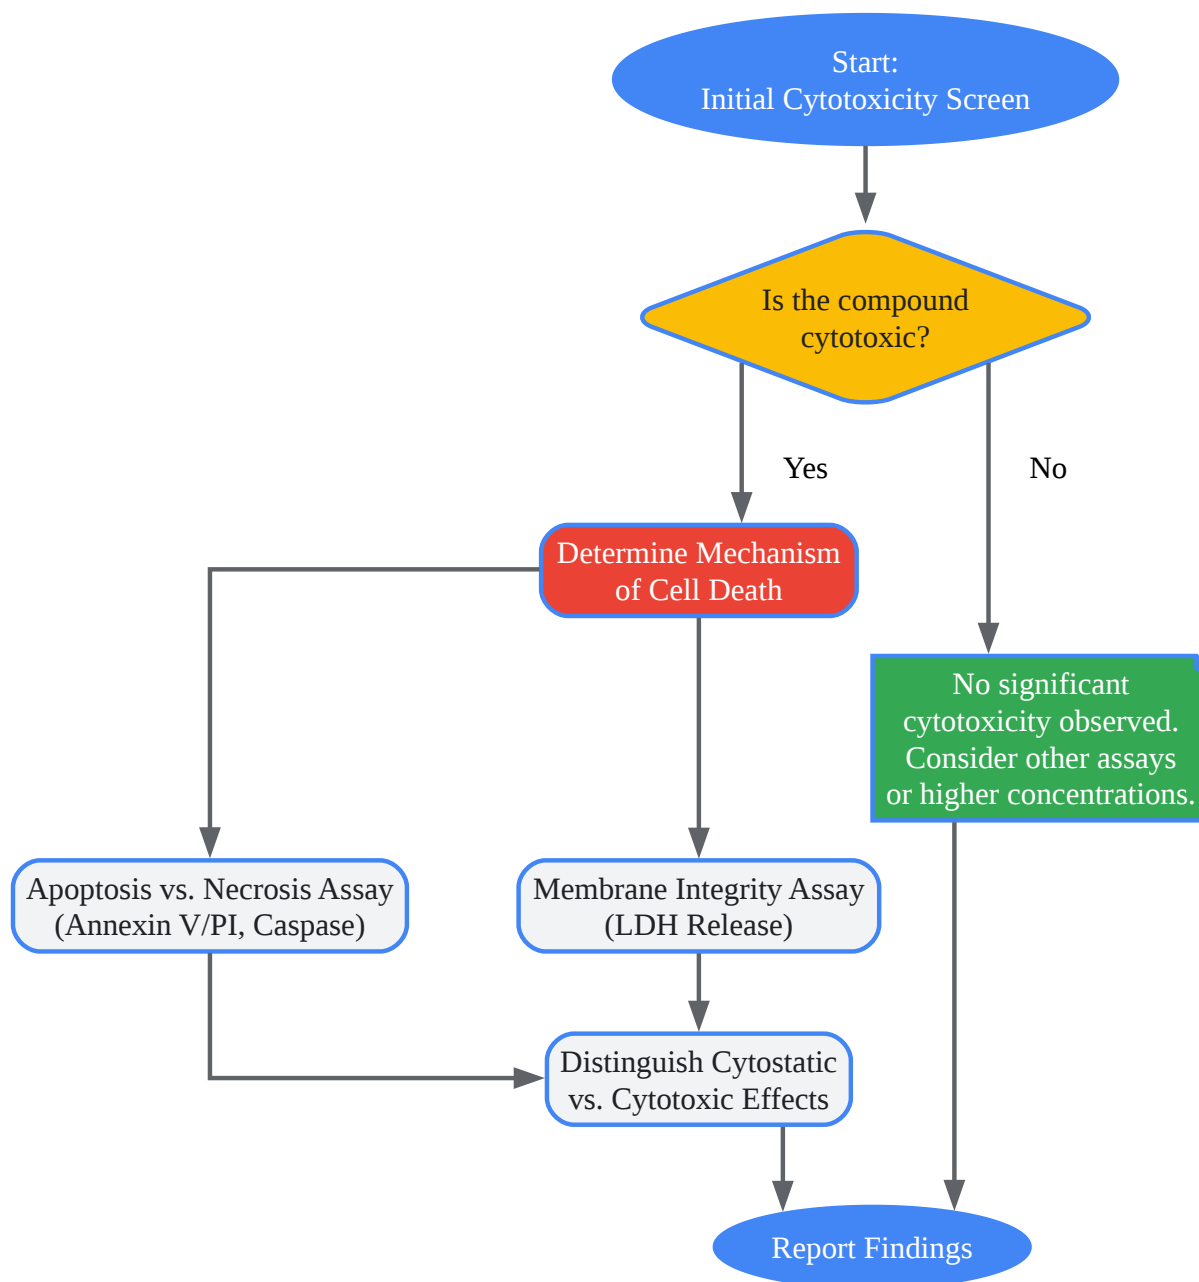 Start:
Initial Cytotoxicity Screen
Is the compound
cytotoxic?
Yes
No
Determine Mechanism
of Cell Death
No significant
cytotoxicity observed.
Consider other assays
or higher concentrations.
Apoptosis vs. Necrosis Assay
(Annexin V/PI, Caspase)
Membrane Integrity Assay
(LDH Release)
Distinguish Cytostatic
vs. Cytotoxic Effects
Report Findings